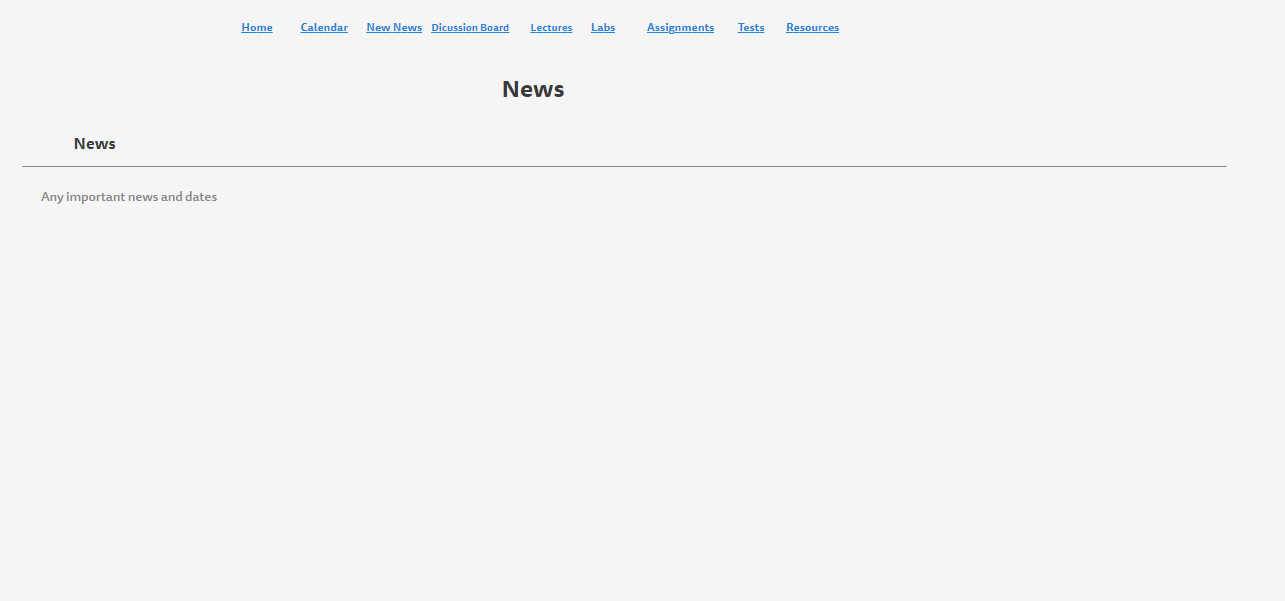 Home Calendar New News Dicussion Board Lectures Labs Assignments Tests Resources
News
News
Any important news and dates